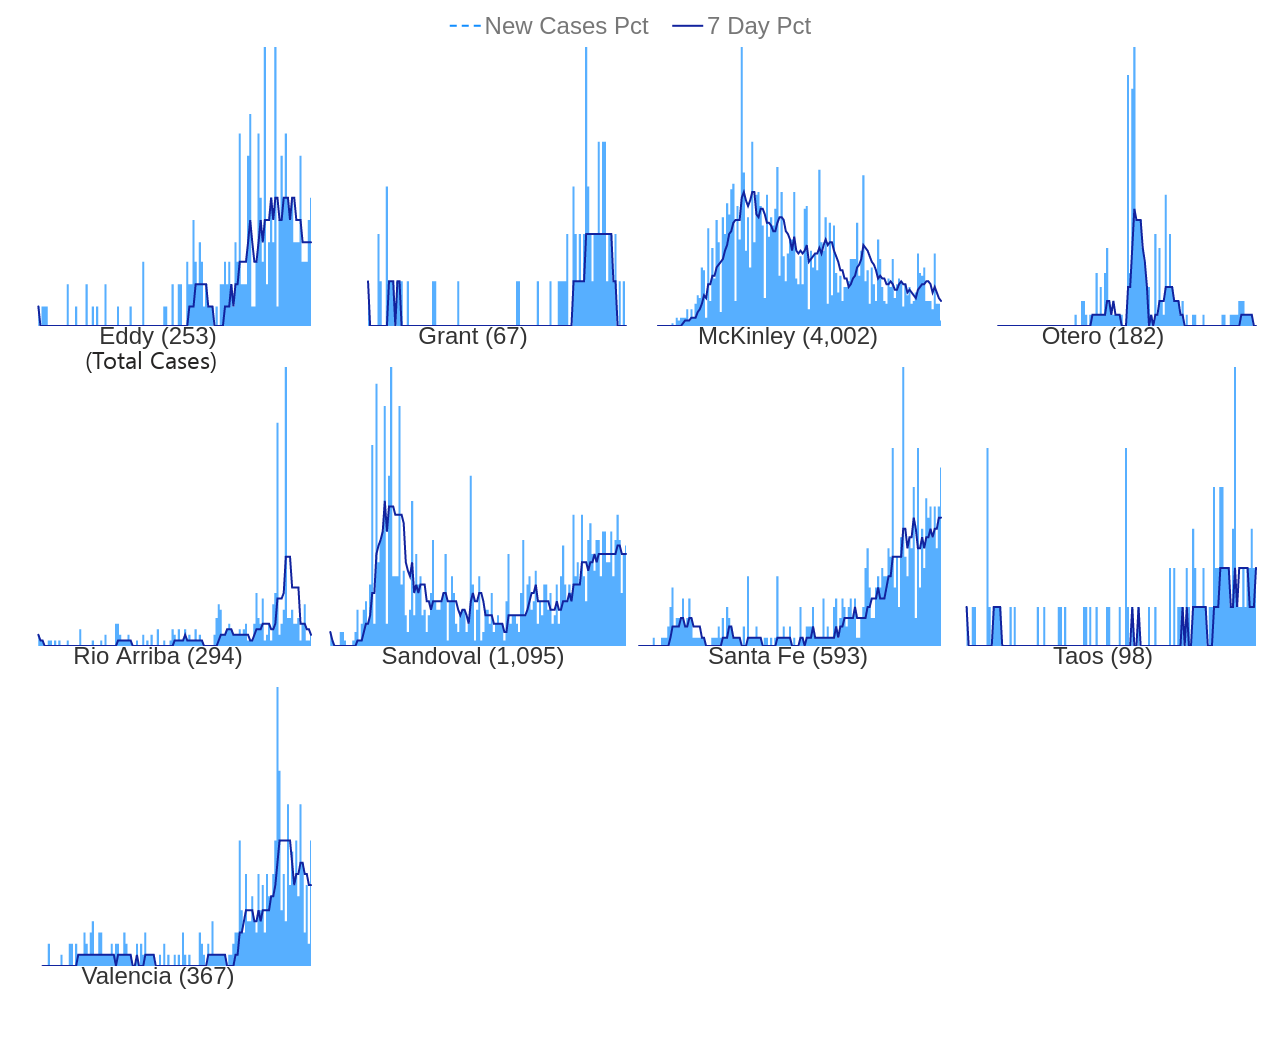 New Cases Pct 7 Day Pct
Eddy (253)
(Total Cases)
Grant (67)
McKinley (4,002)
Otero (182)
Rio Arriba (294)
Sandoval (1,095)
Santa Fe (593)
Taos (98)
Valencia (367)